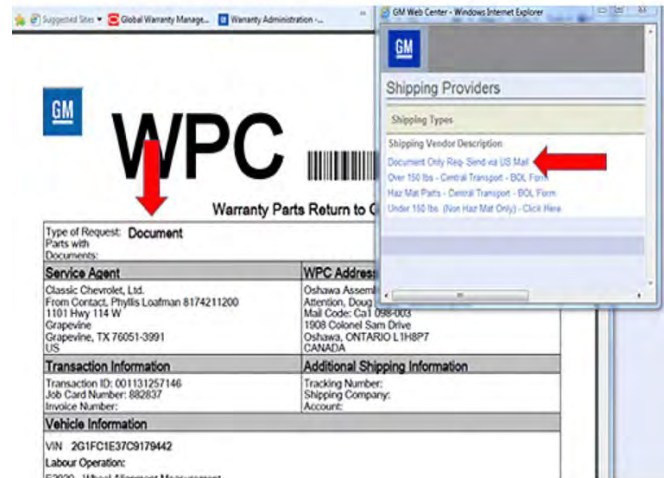 Suggested Sites
Global Warranty Manage...
Warranty Administration -...
GM Web Center - Windows Internet Explorer
GM
Shipping Providers
Shipping Types
Shipping Vendor Description
Document Only Req- Send via US Mail
Over 150 lbs - Central Transport - BOL Form
Haz Mat Parts - Central Transport - BOL Form
Under 150 lbs. (Non Haz Mat Only) - Click Here
GM
WPC
Warranty Parts Return to
Type of Request: Document
Parts with
Documents:
Service Agent
Classic Chevrolet, Ltd.
From Contact, Phyllis Loafman 8174211200
1101 Hwy 114 W
Grapevine
Grapevine, TX 76051-3991
US
WPC Address
Oshawa Assem
Attention, Doug
Mail Code: Ca1 098-003
1908 Colonel Sam Drive
Oshawa, ONTARIO L1H8P7
CANADA
Transaction Information
Transaction ID: 001131257146
Job Card Number: 882837
Invoice Number:
Additional Shipping Information
Tracking Number:
Shipping Company:
Account:
Vehicle Information
VIN 2G1FC1E37C9179442
Labour Operation:
Wheel Alignment Measurement